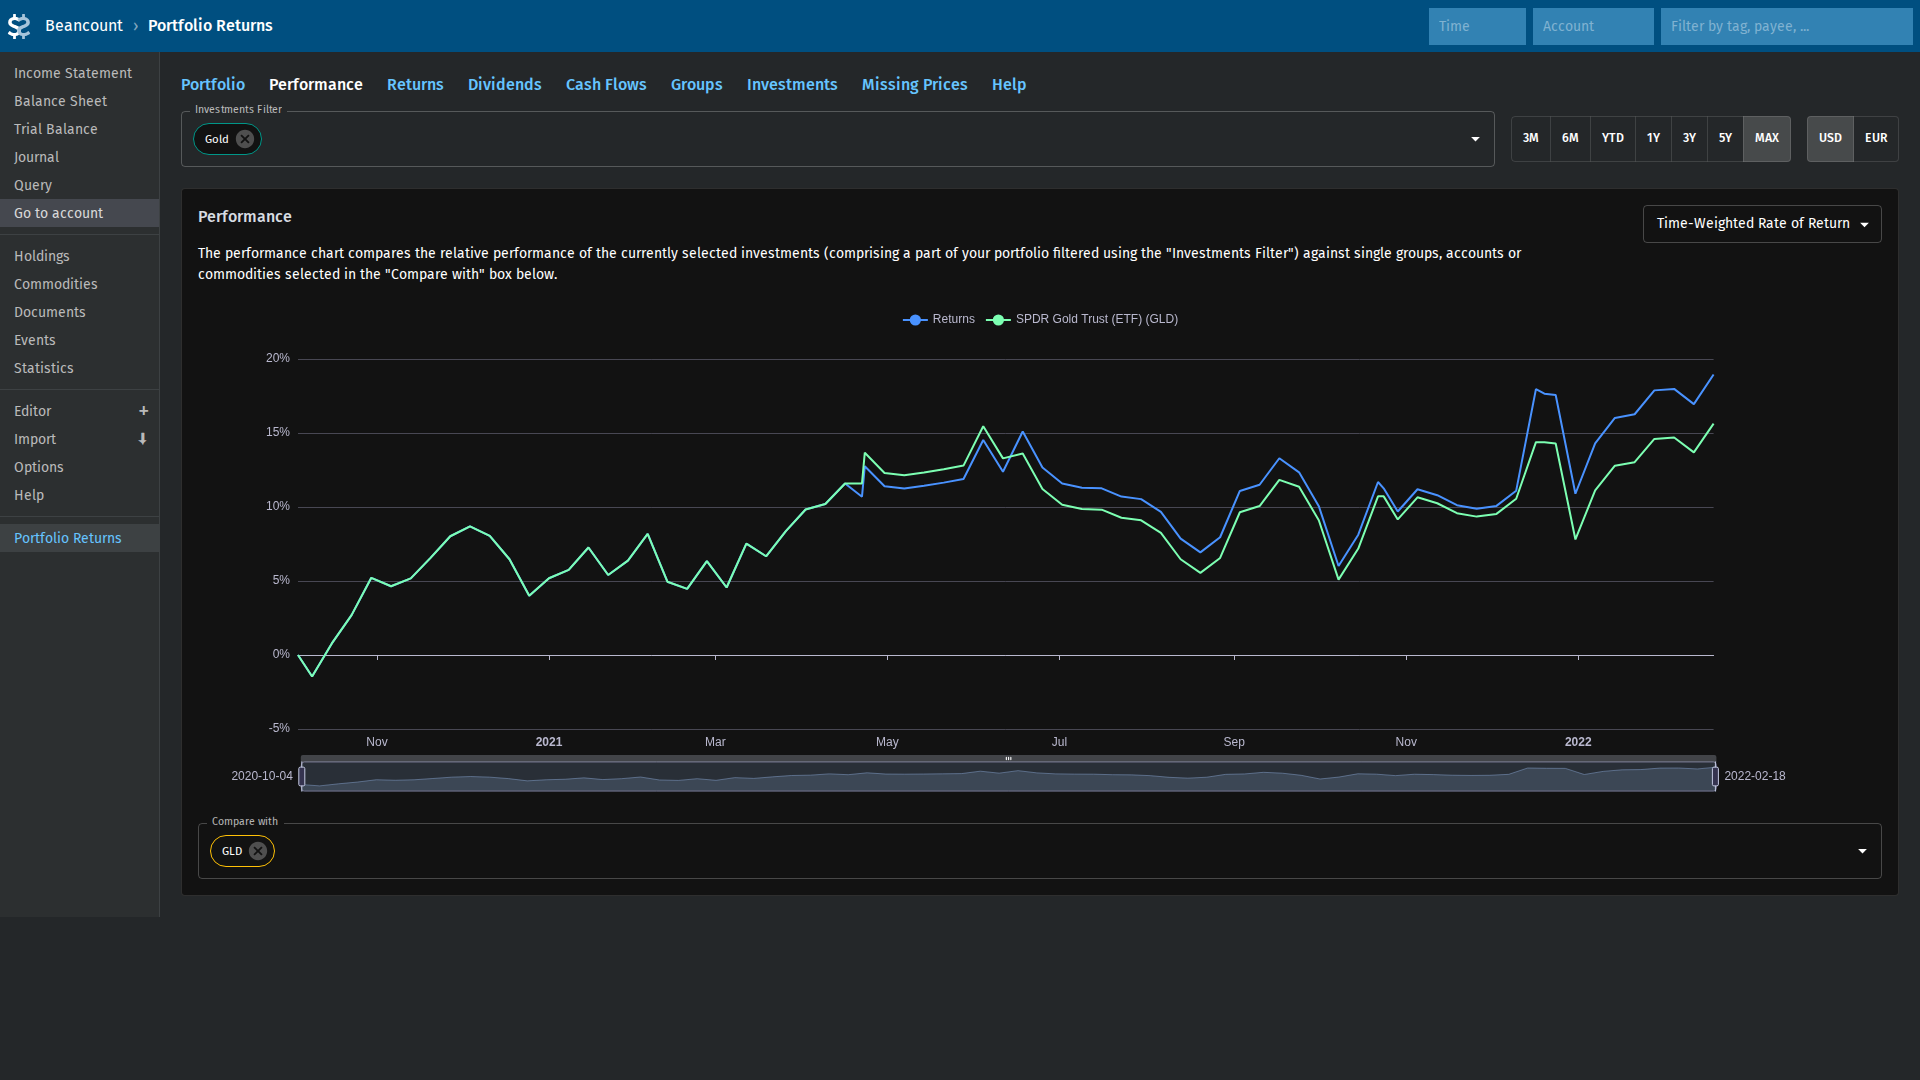 Beancount › Portfolio Returns
Time
Account
Filter by tag, payee, ...
Income Statement
Balance Sheet
Trial Balance
Journal
Query
Go to account
Holdings
Commodities
Documents
Events
Statistics
Editor +
Import
Options
Help
Portfolio Returns
Portfolio Performance Returns Dividends Cash Flows Groups Investments Missing Prices Help
Investments Filter
Gold
3M 6M YTD 1Y 3Y 5Y MAX USD EUR
Performance
Time-Weighted Rate of Return
The performance chart compares the relative performance of the currently selected investments (comprising a part of your portfolio filtered using the "Investments Filter") against single groups, accounts or
commodities selected in the "Compare with" box below.
Returns SPDR Gold Trust (ETF) (GLD)
20%
15%
10%
5%
0%
-5%
Nov 2021 Mar May Jul Sep Nov 2022
2020-10-04 2022-02-18
Compare with
GLD